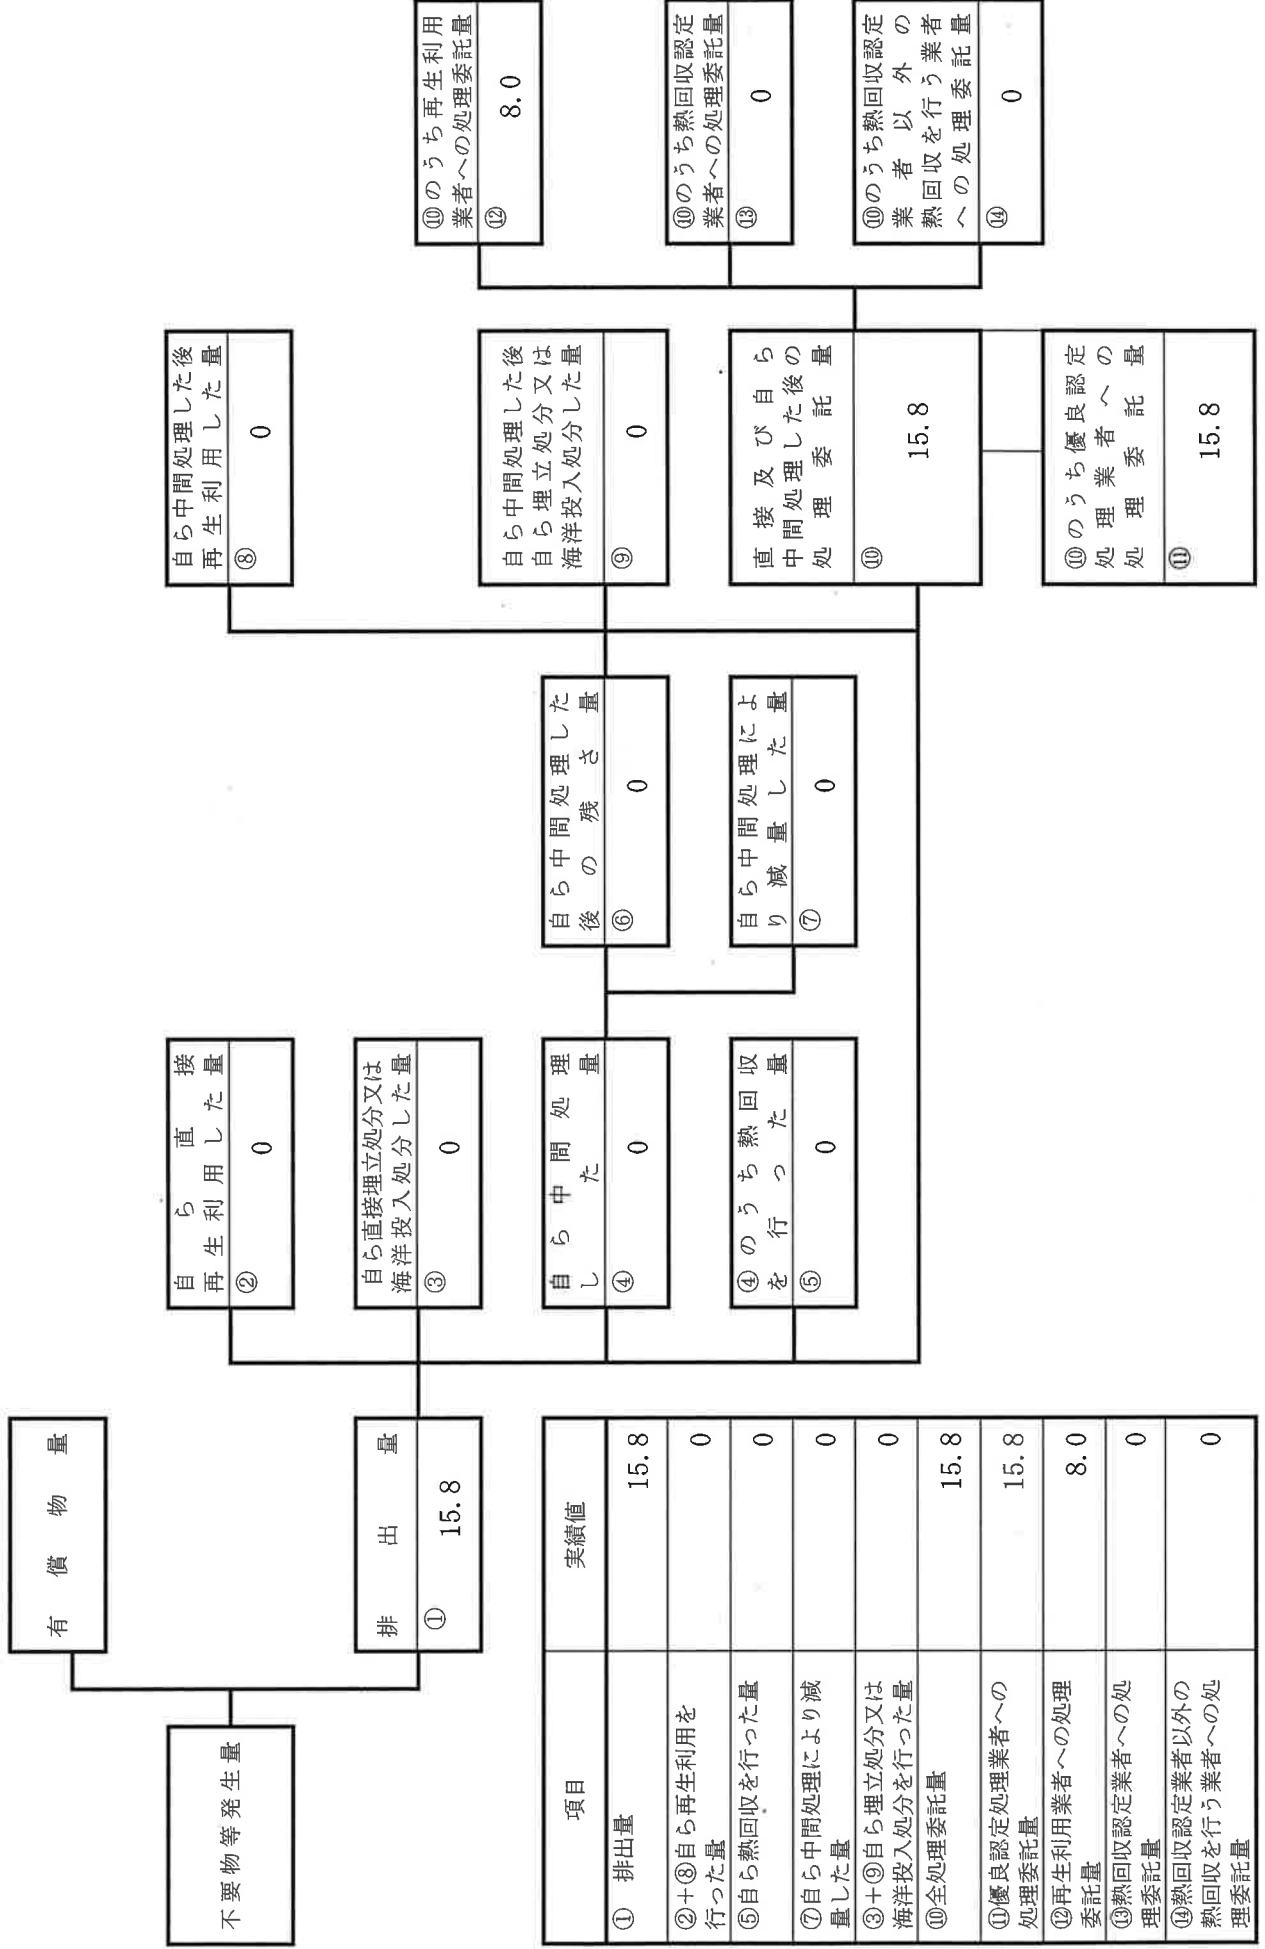 有償物量
不要物等発生量
排出量
① 15.8
自ら直接
再生利用した量
② 0
自ら直接埋立処分又は
海洋投入処分した量
③ 0
自ら中間処理
した量
④ 0
④のうち熱回収
を行った量
⑤ 0
自ら中間処理した
後の残さ量
⑥ 0
自ら中間処理によ
り減量した量
⑦ 0
自ら中間処理した後
再生利用した量
⑧ 0
自ら中間処理した後
自ら埋立処分又は
海洋投入処分した量
⑨ 0
直接及び自ら
中間処理した後の
処理委託量
⑩ 15.8
⑩のうち優良認定
処理業者への
処理委託量
⑪ 15.8
⑩のうち再生利用
業者への処理委託量
⑫ 8.0
⑩のうち熱回収認定
業者への処理委託量
⑬ 0
⑩のうち熱回収認定
業者以外の
熱回収を行う業者
への処理委託量
⑭ 0
項目 実績値
① 排出量 15.8
②+⑧自ら再生利用を
行った量 0
⑤自ら熱回収を行った量 0
⑦自ら中間処理により減
量した量 0
③+⑨自ら埋立処分又は
海洋投入処分を行った量 0
⑩全処理委託量 15.8
⑪優良認定処理業者への
処理委託量 15.8
⑫再生利用業者への処理
委託量 8.0
⑬熱回収認定業者への処
理委託量 0
⑭熱回収認定業者以外の
熱回収を行う業者への処
理委託量 0